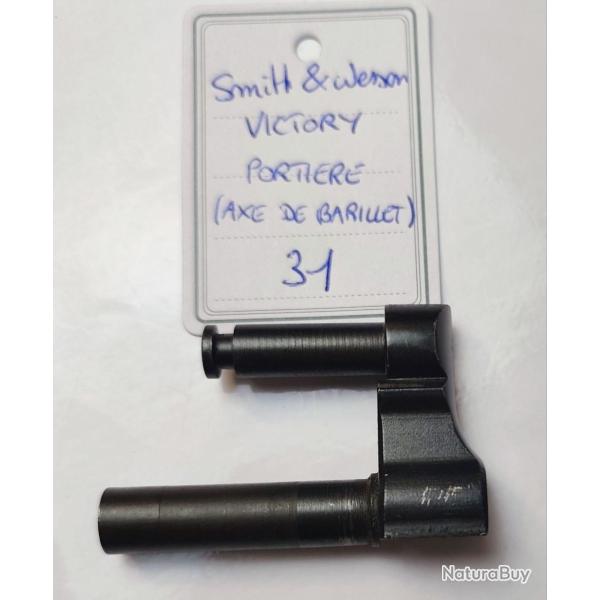 Smith & Wesson
VICTORY
PORTIERE
(AXE DE BARILLET)
31
NaturaBuy